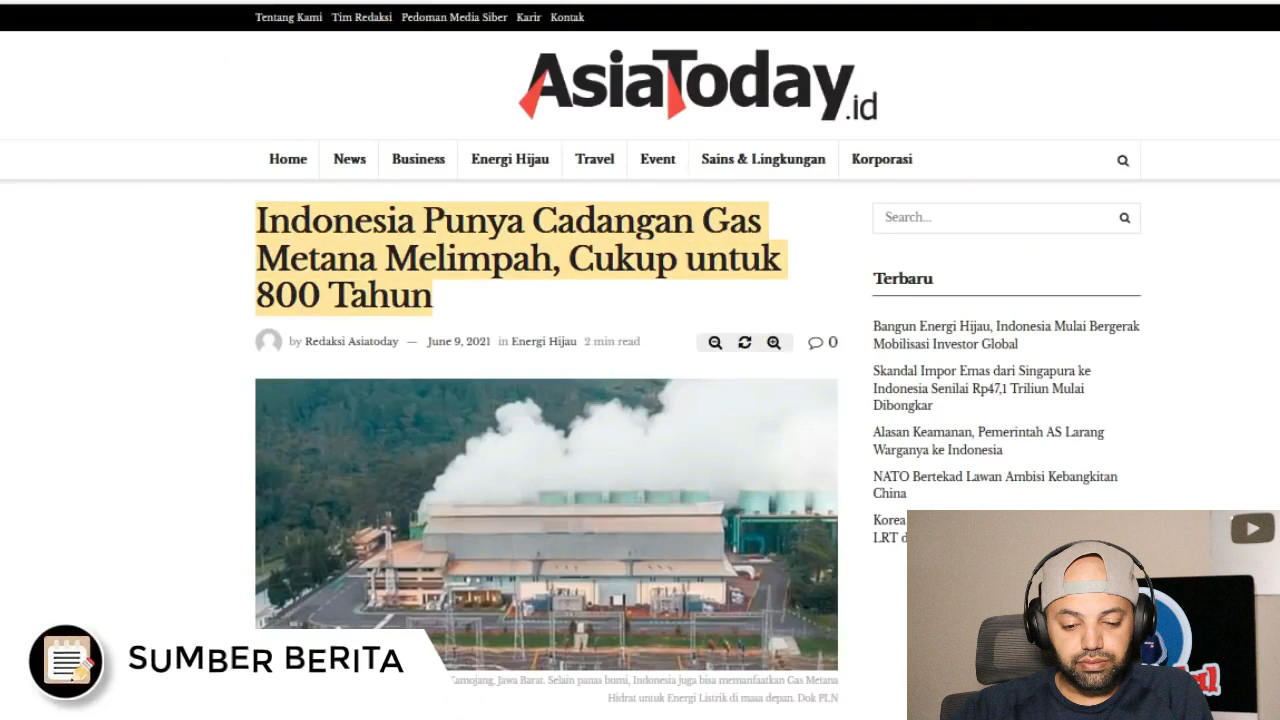 Tentang Kami Tim Redaksi Pedoman Media Siber Karir Kontak
AsiaToday.id
Home News Business Energi Hijau Travel Event Sains & Lingkungan Korporasi
Indonesia Punya Cadangan Gas
Metana Melimpah, Cukup untuk
800 Tahun
by Redaksi Asiatoday — June 9, 2021 in Energi Hijau 2 min read
0
Search...
Terbaru
Bangun Energi Hijau, Indonesia Mulai Bergerak
Mobilisasi Investor Global
Skandal Impor Emas dari Singapura ke
Indonesia Senilai Rp47,1 Triliun Mulai
Dibongkar
Alasan Keamanan, Pemerintah AS Larang
Warganya ke Indonesia
NATO Bertekad Lawan Ambisi Kebangkitan
China
Korea
LRT
SUMBER BERITA
Kamojang, Jawa Barat. Selain panas bumi, Indonesia juga bisa memanfaatkan Gas Metana
Hidrat untuk Energi Listrik di masa depan. Dok PLN